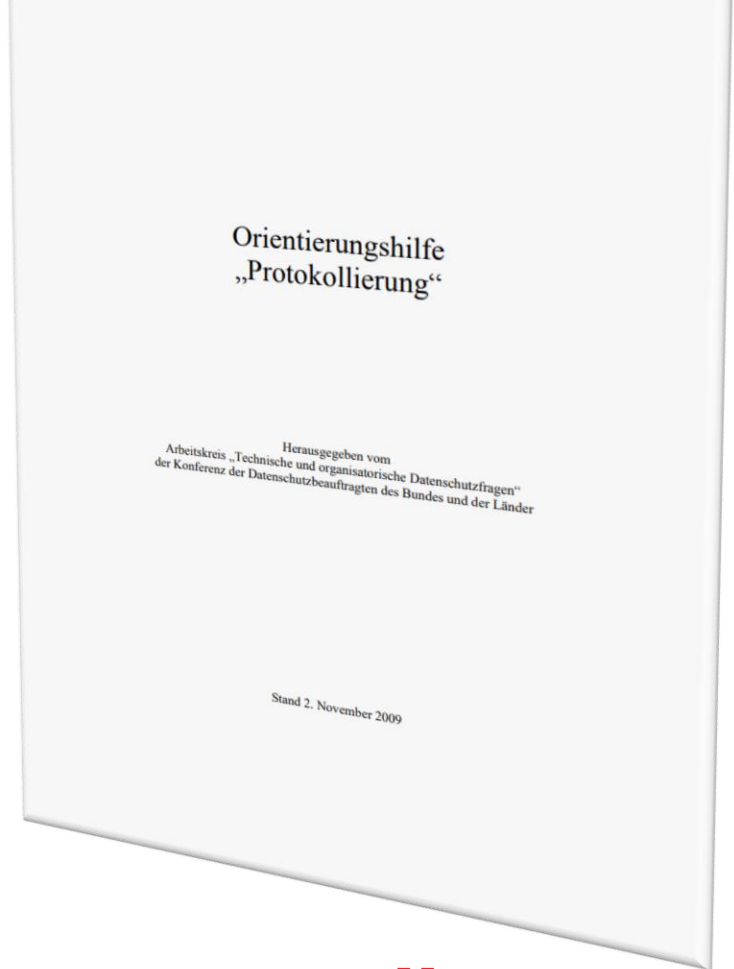 Orientierungshilfe
„Protokollierung“
Herausgegeben vom
Arbeitskreis „Technische und organisatorische Datenschutzfragen“
der Konferenz der Datenschutzbeauftragten des Bundes und der Länder
Stand 2. November 2009